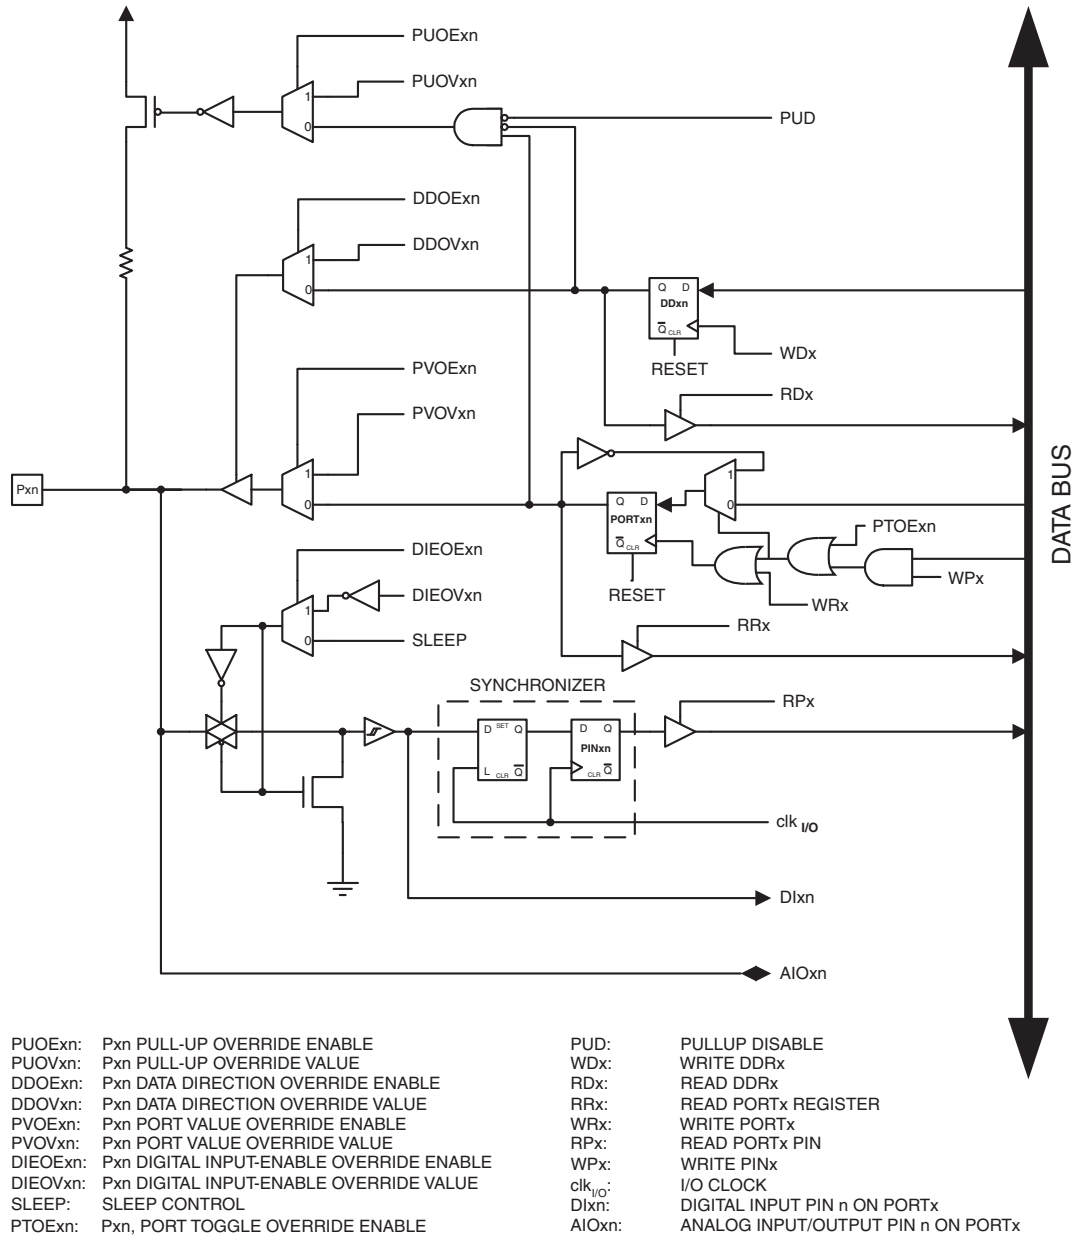 PUOExn
PUOVxn
1
0
PUD
DDOExn
DDOVxn
1
0
Q D
DDxn
Q CLR
WDx
RESET
PVOExn
RDx
PVOVxn
1
0
Pxn
1
0
Q D
PORTxn
Q CLR
PTOExn
DIEOExn
WPx
RESET
DIEOVxn
WRx
1
0
SLEEP
RRx
SYNCHRONIZER
RPx
D SET Q
L CLR Q
D Q
PINxn
CLR Q
clk I/O
DIxn
AIOxn
DATA BUS
PUOExn: Pxn PULL-UP OVERRIDE ENABLE
PUOVxn: Pxn PULL-UP OVERRIDE VALUE
DDOExn: Pxn DATA DIRECTION OVERRIDE ENABLE
DDOVxn: Pxn DATA DIRECTION OVERRIDE VALUE
PVOExn: Pxn PORT VALUE OVERRIDE ENABLE
PVOVxn: Pxn PORT VALUE OVERRIDE VALUE
DIEOExn: Pxn DIGITAL INPUT-ENABLE OVERRIDE ENABLE
DIEOVxn: Pxn DIGITAL INPUT-ENABLE OVERRIDE VALUE
SLEEP: SLEEP CONTROL
PTOExn: Pxn, PORT TOGGLE OVERRIDE ENABLE
PUD: PULLUP DISABLE
WDx: WRITE DDRx
RDx: READ DDRx
RRx: READ PORTx REGISTER
WRx: WRITE PORTx
RPx: READ PORTx PIN
WPx: WRITE PINx
clkI/O: I/O CLOCK
DIxn: DIGITAL INPUT PIN n ON PORTx
AIOxn: ANALOG INPUT/OUTPUT PIN n ON PORTx